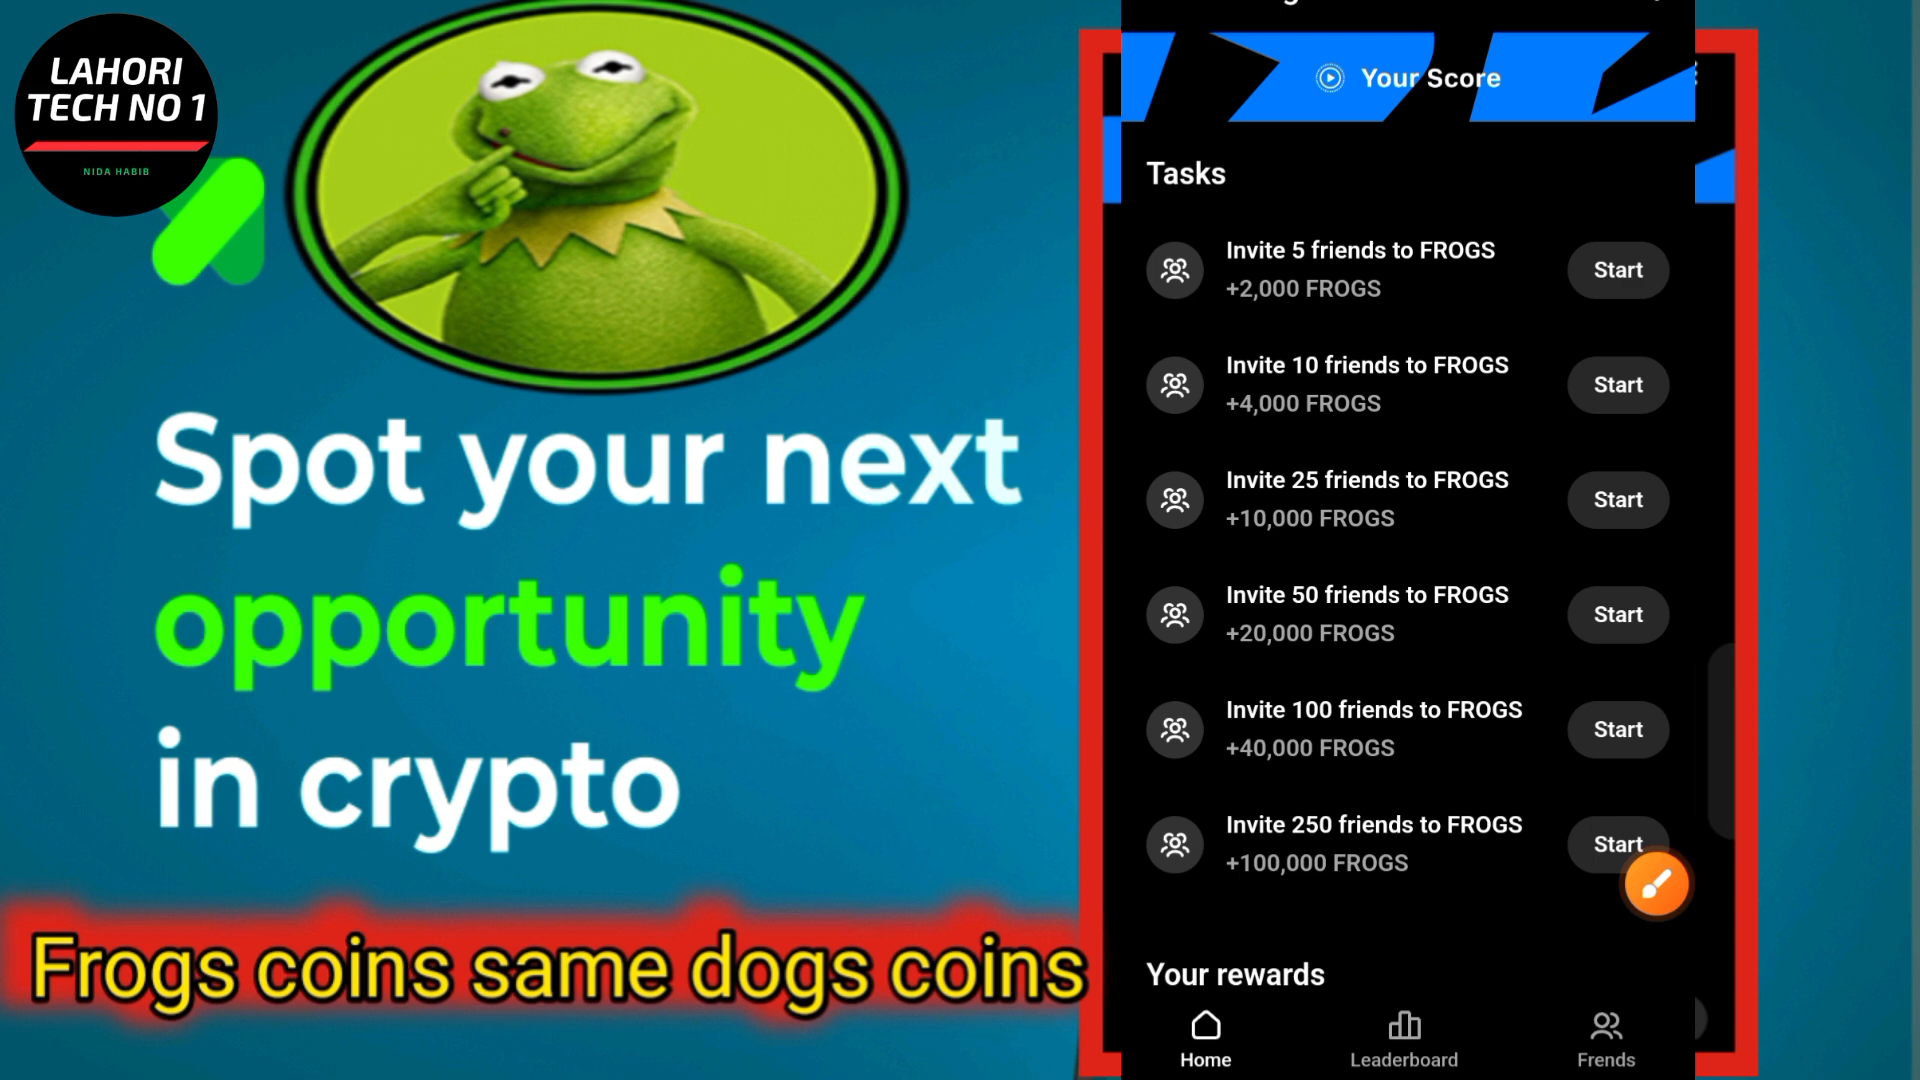 LAHORI
TECH NO 1
NIDA HABIB
Spot your next
opportunity
in crypto
Frogs coins same dogs coins
Your Score
Tasks
Invite 5 friends to FROGS
+2,000 FROGS
Start
Invite 10 friends to FROGS
+4,000 FROGS
Start
Invite 25 friends to FROGS
+10,000 FROGS
Start
Invite 50 friends to FROGS
+20,000 FROGS
Start
Invite 100 friends to FROGS
+40,000 FROGS
Start
Invite 250 friends to FROGS
+100,000 FROGS
Start
Your rewards
Home
Leaderboard
Frends